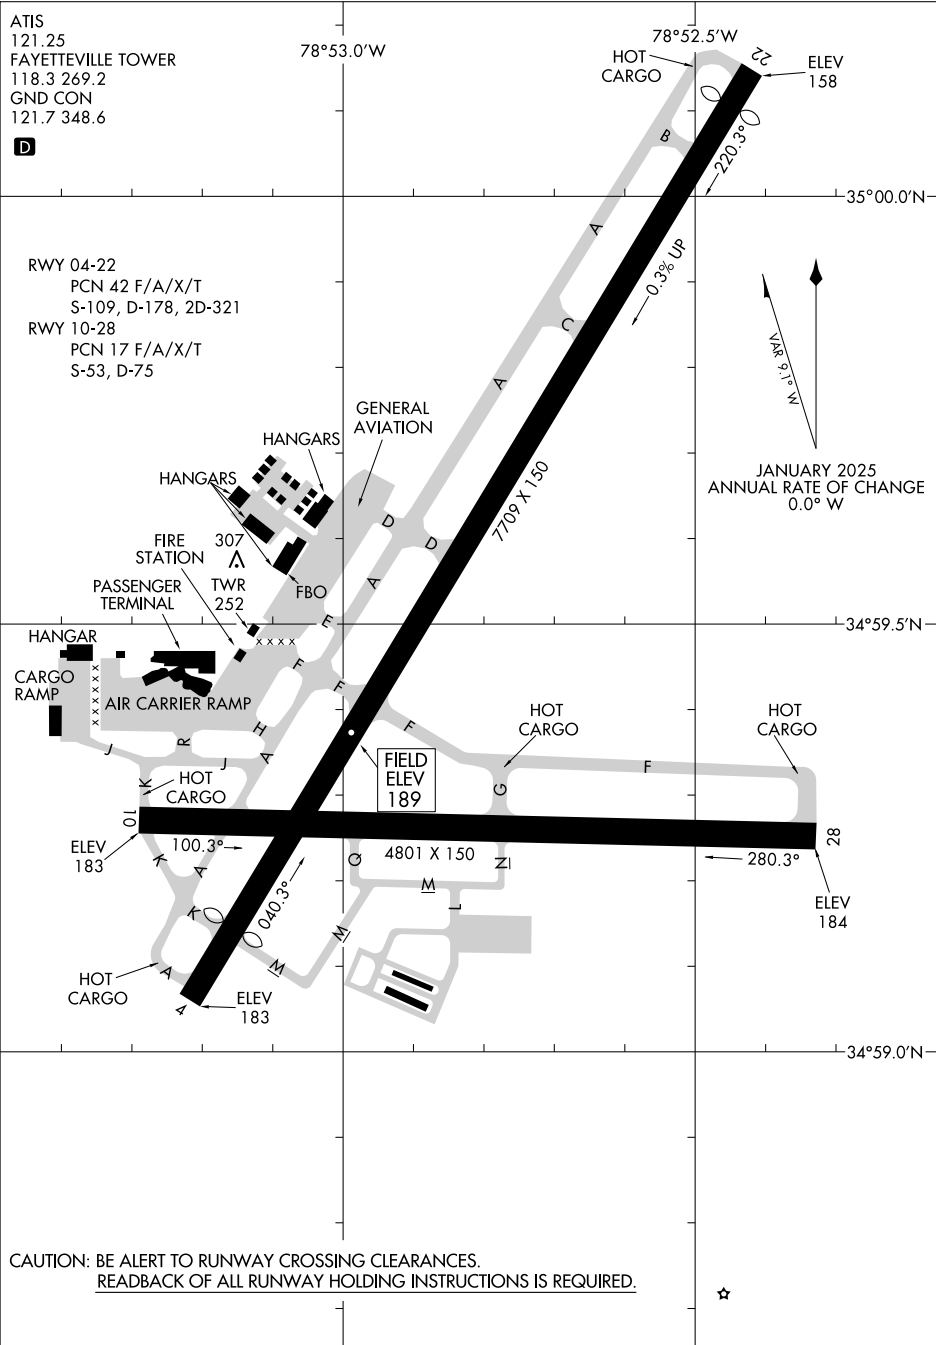 ATIS
121.25
FAYETTEVILLE TOWER
118.3 269.2
GND CON
121.7 348.6
D
78°53.0'W
78°52.5'W
HOT
CARGO
22
ELEV
158
B
220.3°
35°00.0'N
A
0.3% UP
RWY 04-22
PCN 42 F/A/X/T
S-109, D-178, 2D-321
RWY 10-28
PCN 17 F/A/X/T
S-53, D-75
VAR 9.1° W
JANUARY 2025
ANNUAL RATE OF CHANGE
0.0° W
C
A
GENERAL
AVIATION
HANGARS
HANGARS
7709 X 150
D
D
FIRE
STATION
307
TWR
252
PASSENGER
TERMINAL
FBO
A
E
34°59.5'N
HANGAR
x x x x
CARGO
RAMP
x x x x x x
AIR CARRIER RAMP
F
F
F
H
A
J
R
J
K
HOT
CARGO
FIELD
ELEV
189
HOT
CARGO
HOT
CARGO
F
G
10
ELEV
183
100.3°
4801 X 150
280.3°
28
ELEV
184
K
A
K
Q
N
M
L
040.3°
M
M
HOT
CARGO
A
4
ELEV
183
34°59.0'N
CAUTION: BE ALERT TO RUNWAY CROSSING CLEARANCES.
READBACK OF ALL RUNWAY HOLDING INSTRUCTIONS IS REQUIRED.